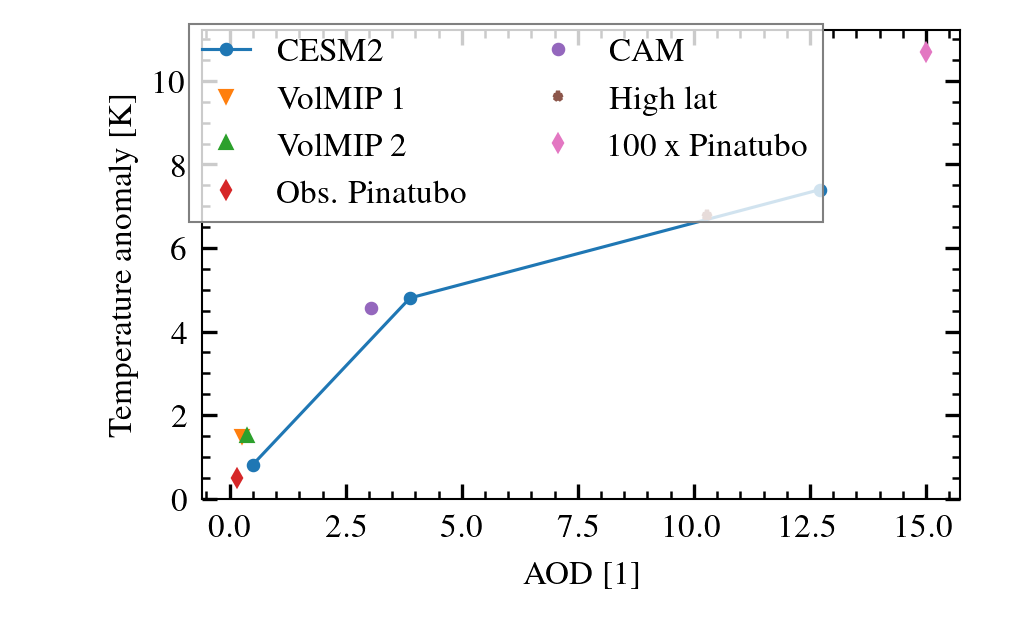 CESM2
VolMIP 1
VolMIP 2
Obs. Pinatubo
CAM
High lat
100 x Pinatubo
Temperature anomaly [K]
10
8
6
4
2
0
0.0 2.5 5.0 7.5 10.0 12.5 15.0
AOD [1]